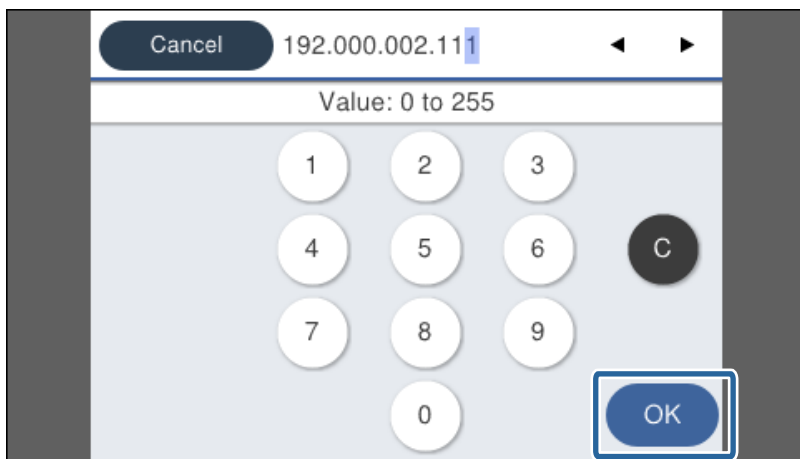 Cancel 192.000.002.111 ◄ ►
Value: 0 to 255
1 2 3
4 5 6 C
7 8 9
0 OK